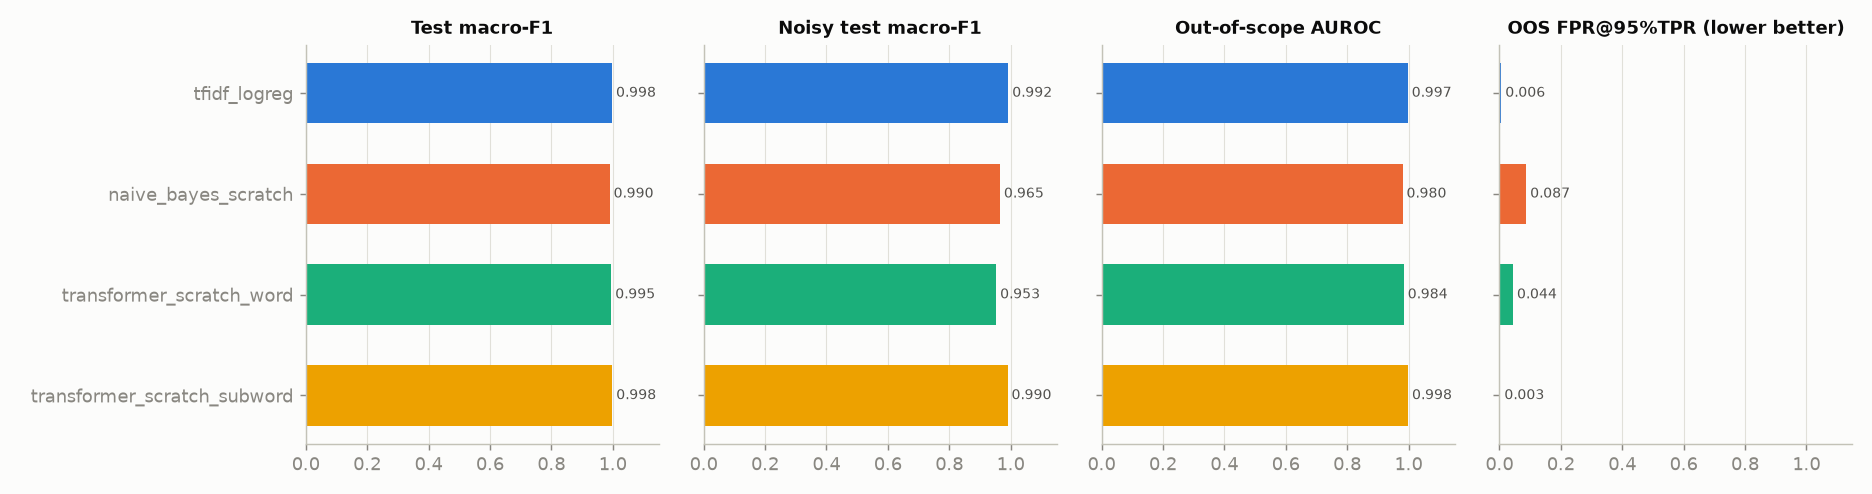 Test macro-F1
Noisy test macro-F1
Out-of-scope AUROC
OOS FPR@95%TPR (lower better)
tfidf_logreg
0.998
0.992
0.997
0.006
naive_bayes_scratch
0.990
0.965
0.980
0.087
transformer_scratch_word
0.995
0.953
0.984
0.044
transformer_scratch_subword
0.998
0.990
0.998
0.003
0.0 0.2 0.4 0.6 0.8 1.0
0.0 0.2 0.4 0.6 0.8 1.0
0.0 0.2 0.4 0.6 0.8 1.0
0.0 0.2 0.4 0.6 0.8 1.0